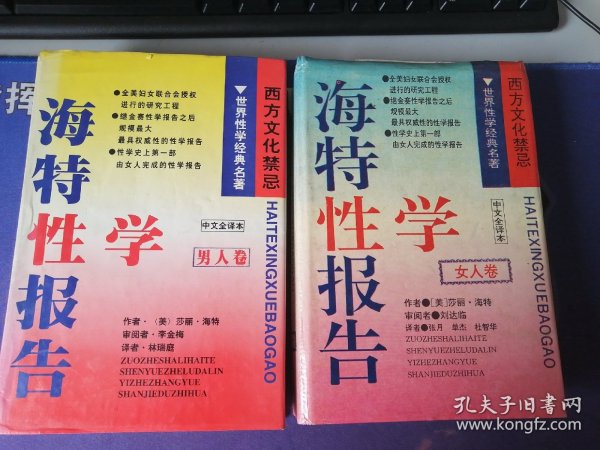 西方文化禁忌
▼世界性学经典名著
●全美妇女联合会授权
进行的研究工程
●继金赛性学报告之后
规模最大
最具权威性的性学报告
●性学史上第一部
由女人完成的性学报告
海特性学报告
中文全译本
男人卷
HAITEXINGXUEBAOGAO
作者·（美）莎丽·海特
审阅者·李金梅
译者·林瑞庭
ZUOZHESHALIHAITE
SHENYUEZHELUDALIN
YIZHEZHANGYUE
SHANJIEDUZHIHUA
西方文化禁忌
▼世界性学经典名著
●全美妇女联合会授权
进行的研究工程
●继金赛性学报告之后
规模最大
最具权威性的性学报告
●性学史上第一部
由女人完成的性学报告
海特性学报告
中文全译本
女人卷
HAITEXINGXUEBAOGAO
作者●[美]莎丽·海特
审阅者●刘达临
译者●张月 单杰 杜智华
ZUOZHESHALIHAITE
SHENYUEZHELUDALIN
YIZHEZHANGYUE
SHANJIEDUZHIHUA
挥
孔夫子旧书网
www.kongfz.com